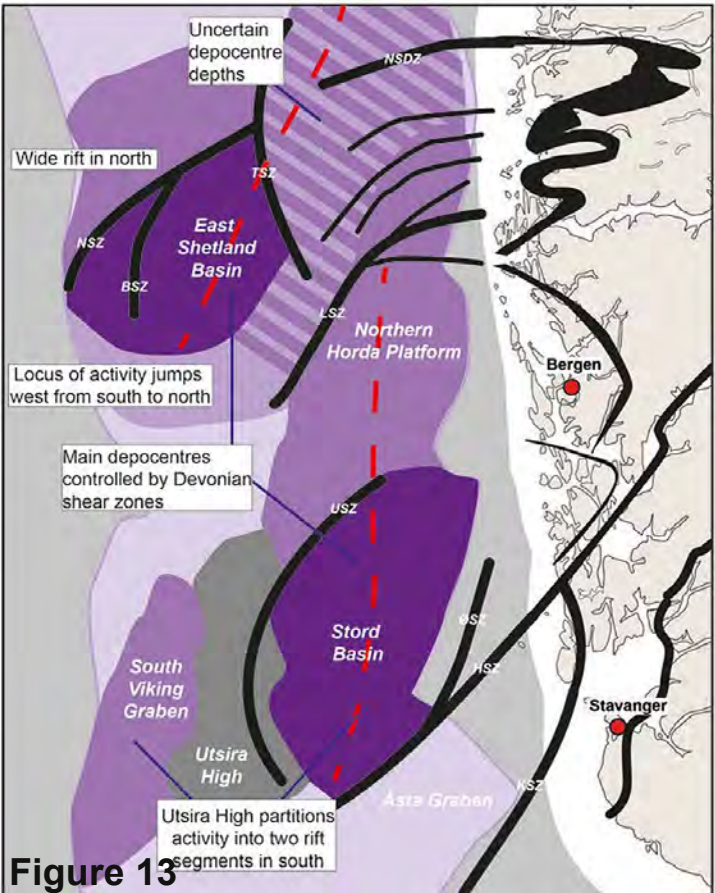 Uncertain
depocentre
depths
NSDZ
Wide rift in north
TSZ
East
Shetland
Basin
NSZ
BSZ
LSZ
Northern
Horda Platform
Bergen
Locus of activity jumps
west from south to north
Main depocentres
controlled by Devonian
shear zones
USZ
Stord
Basin
ØSZ
HSZ
South
Viking
Graben
Stavanger
Utsira
High
Åsta Graben
KSZ
Utsira High partitions
activity into two rift
segments in south
Figure 13